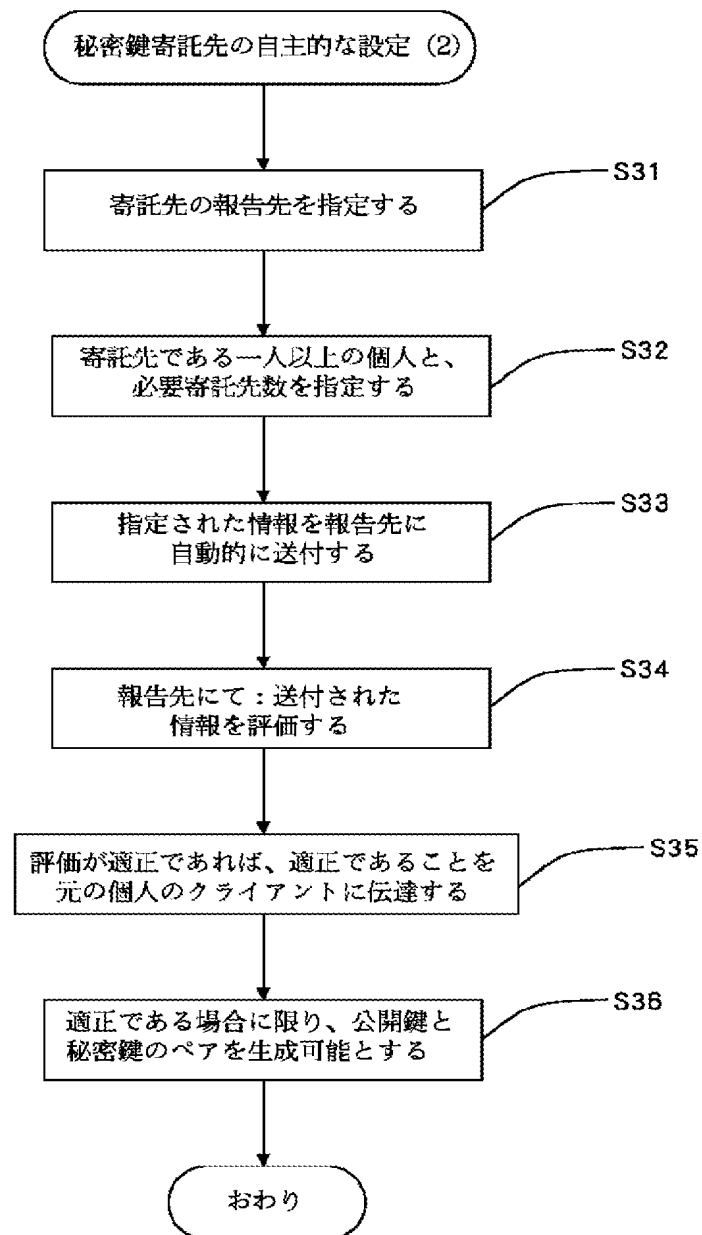 秘密鍵寄託先の自主的な設定 (2)
S31
寄託先の報告先を指定する
S32
寄託先である一人以上の個人と、
必要寄託先数を指定する
S33
指定された情報を報告先に
自動的に送付する
S34
報告先にて：送付された
情報を評価する
S35
評価が適正であれば、適正であることを
元の個人のクライアントに伝達する
S36
適正である場合に限り、公開鍵と
秘密鍵のペアを生成可能とする
おわり